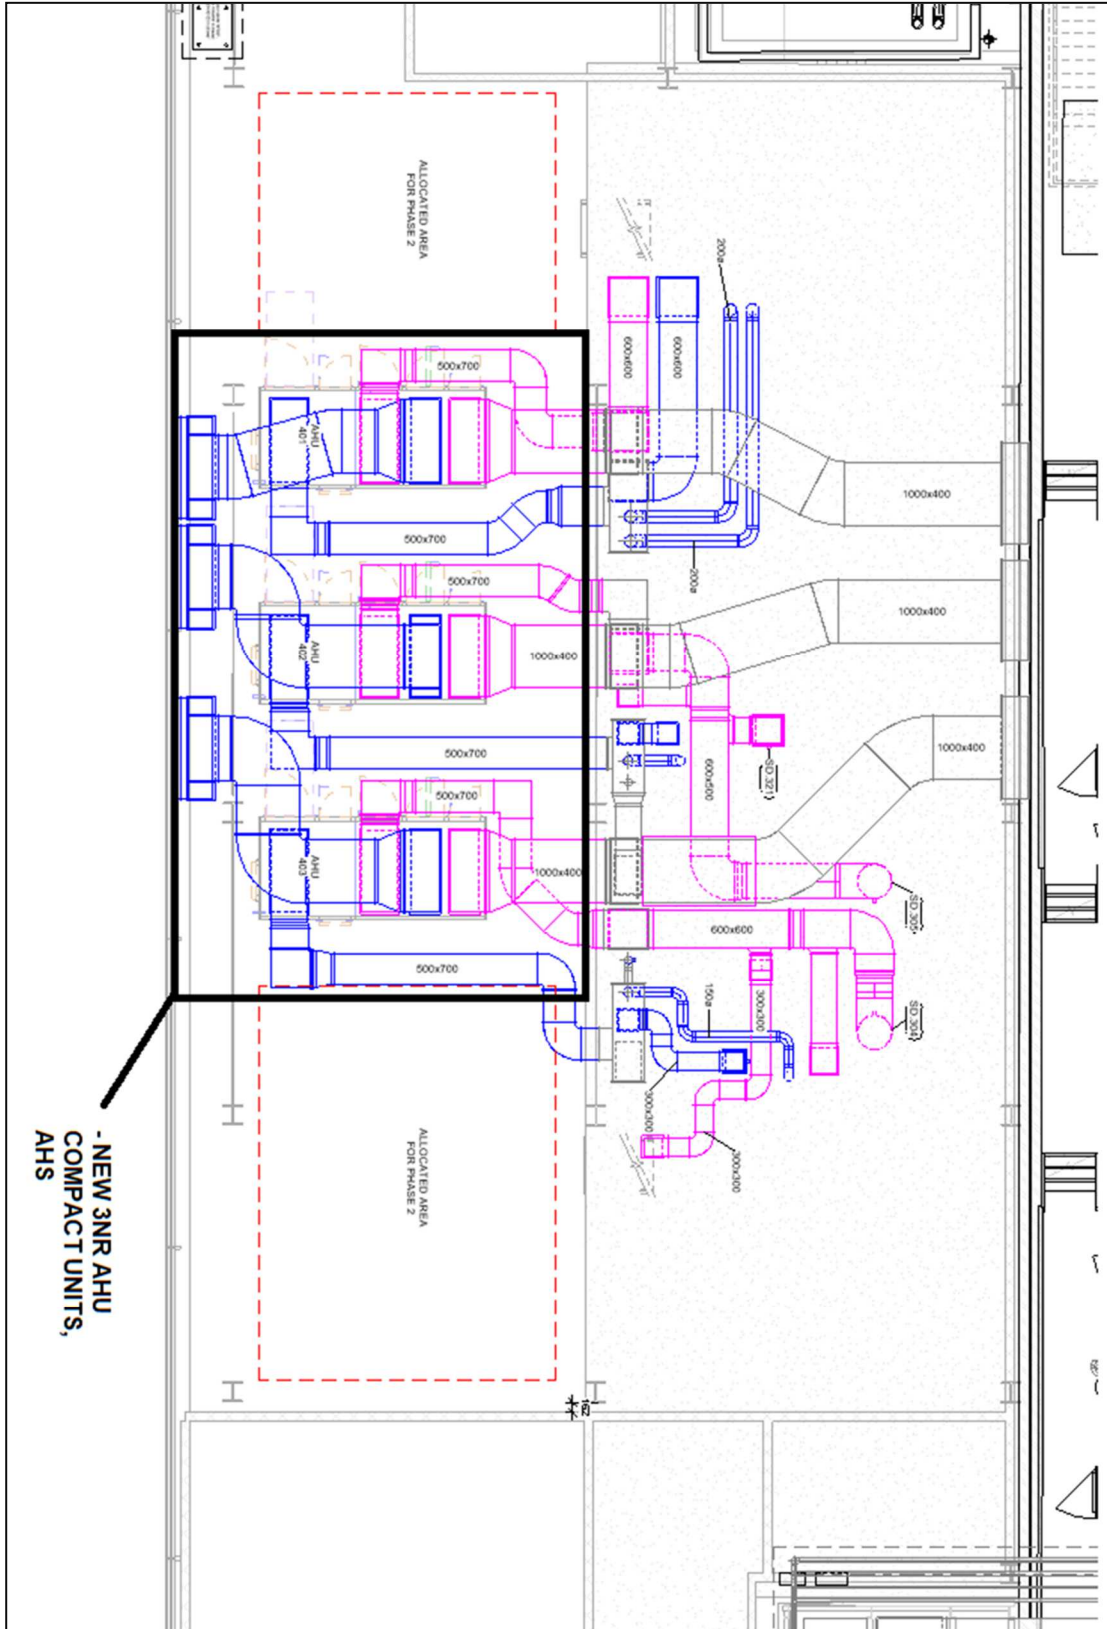 ALLOCATED AREA
FOR PHASE 2
200ø
600x600
600x600
500x700
AHU
401
1000x400
500x700
200ø
500x700
1000x400
AHU
402
1000x400
SD.321
500x700
600x500
1000x400
500x700
AHU
403
1000x400
SD.305
600x600
500x700
300x300
150ø
SD.304
300x300
300x300
ALLOCATED AREA
FOR PHASE 2
162
- NEW 3NR AHU
COMPACT UNITS,
AHS